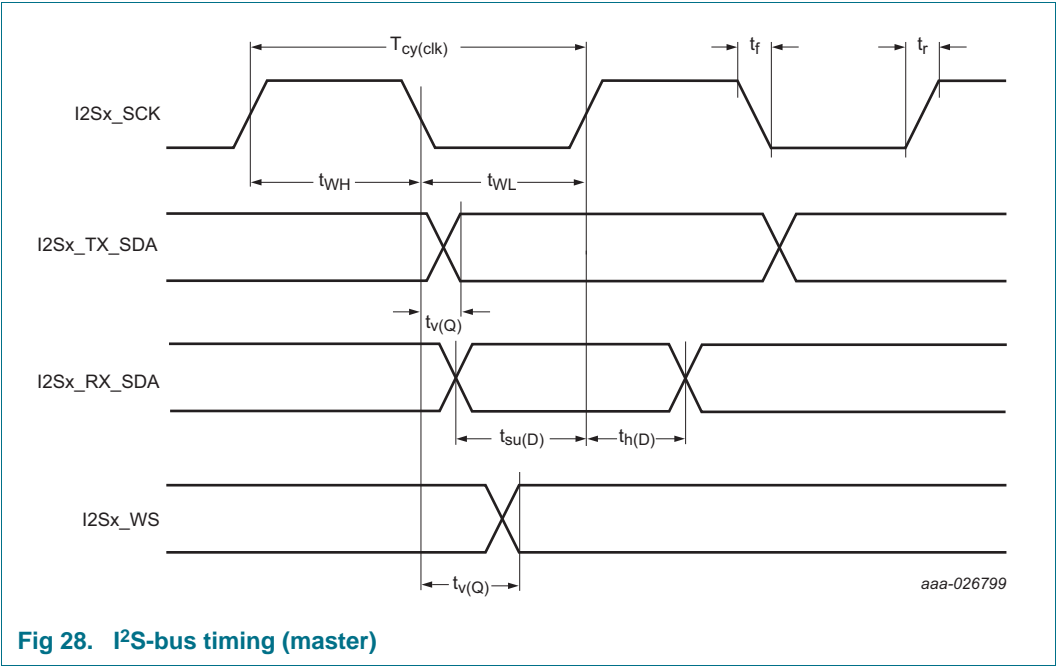 T cy(clk) tf tr
I2Sx_SCK
tWH tWL
I2Sx_TX_SDA
tv(Q)
I2Sx_RX_SDA
tsu(D) th(D)
I2Sx_WS
tv(Q)
aaa-026799
Fig 28. I²S-bus timing (master)